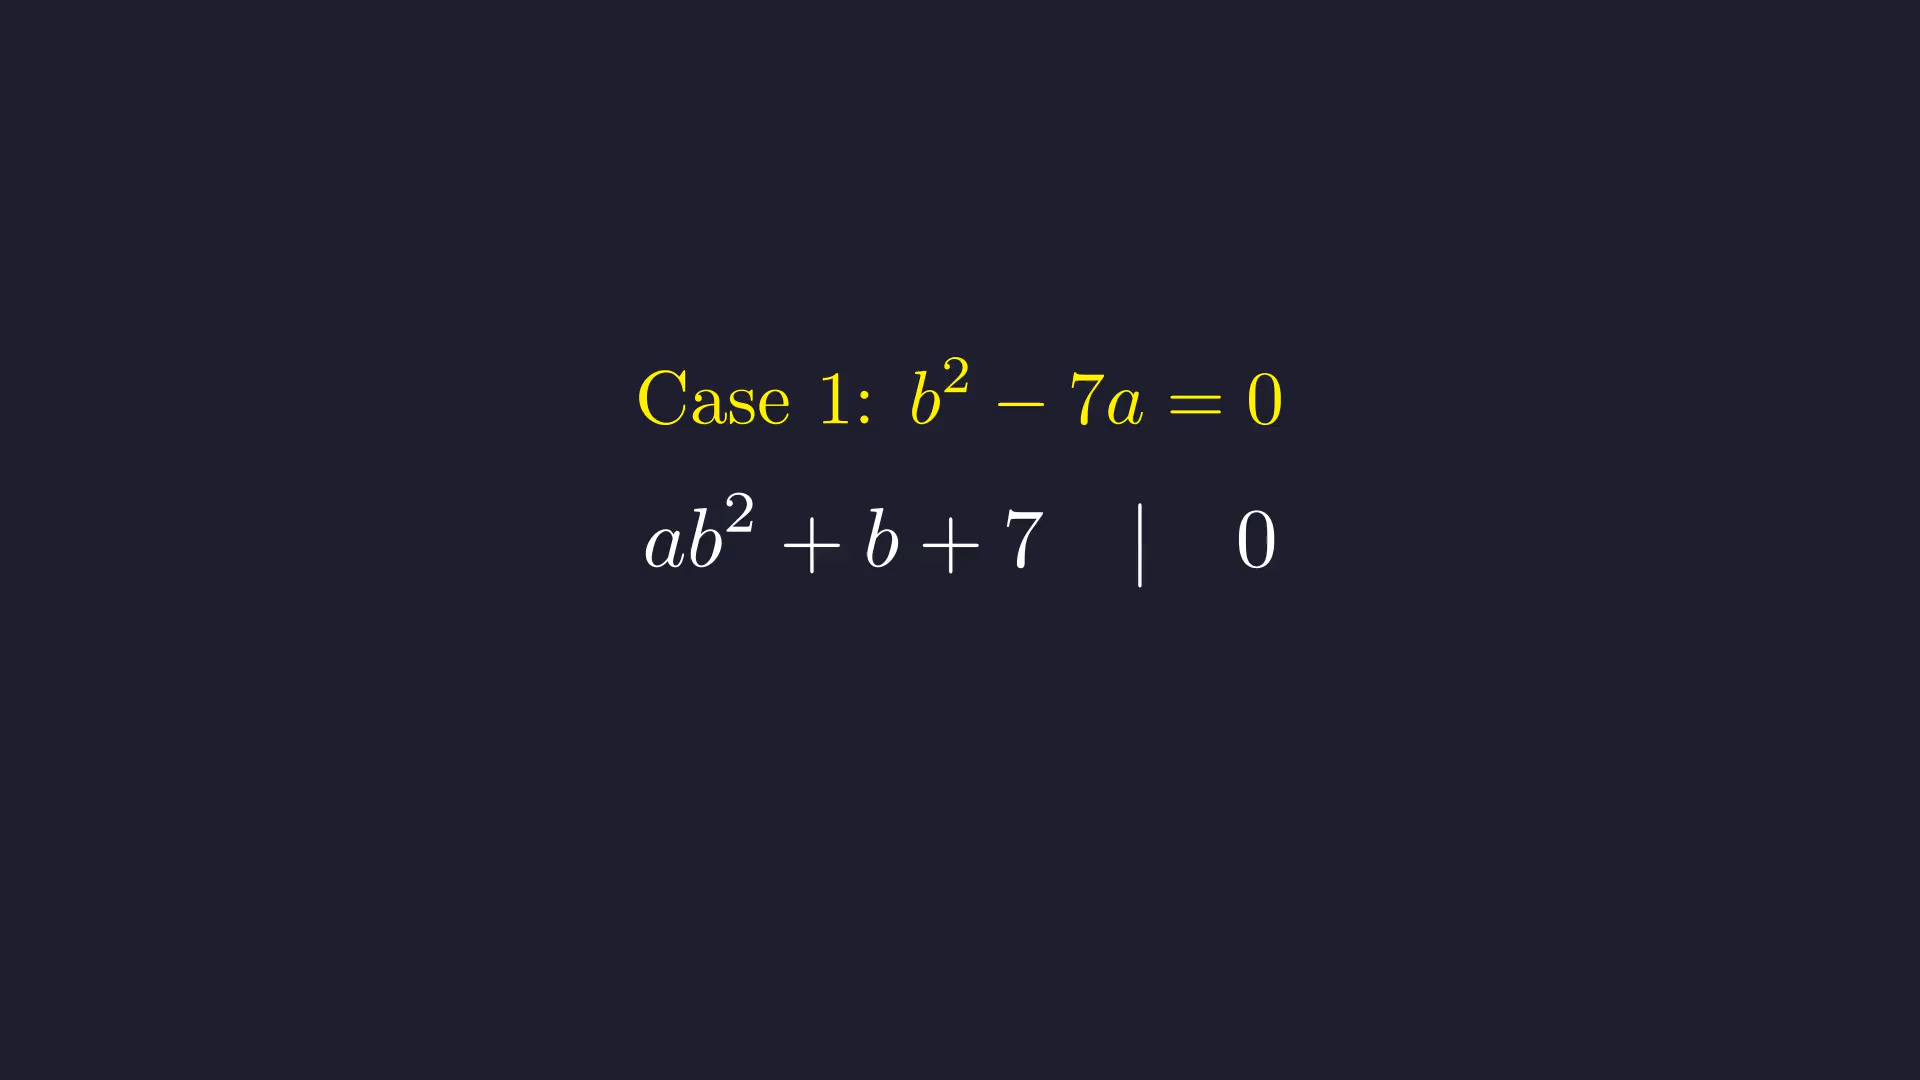 Case 1: b² − 7a = 0
ab² + b + 7 | 0